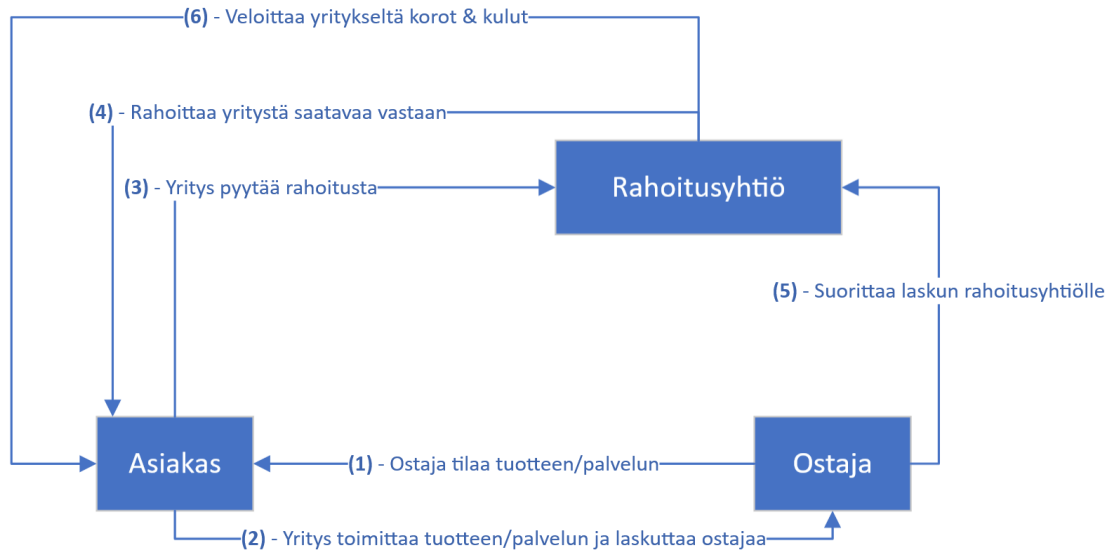 (6) - Veloittaa yritykseltä korot & kulut
(4) - Rahoittaa yritystä saatavaa vastaan
(3) - Yritys pyytää rahoitusta
Rahoitusyhtiö
(5) - Suorittaa laskun rahoitusyhtiölle
Asiakas
(1) - Ostaja tilaa tuotteen/palvelun
Ostaja
(2) - Yritys toimittaa tuotteen/palvelun ja laskuttaa ostajaa